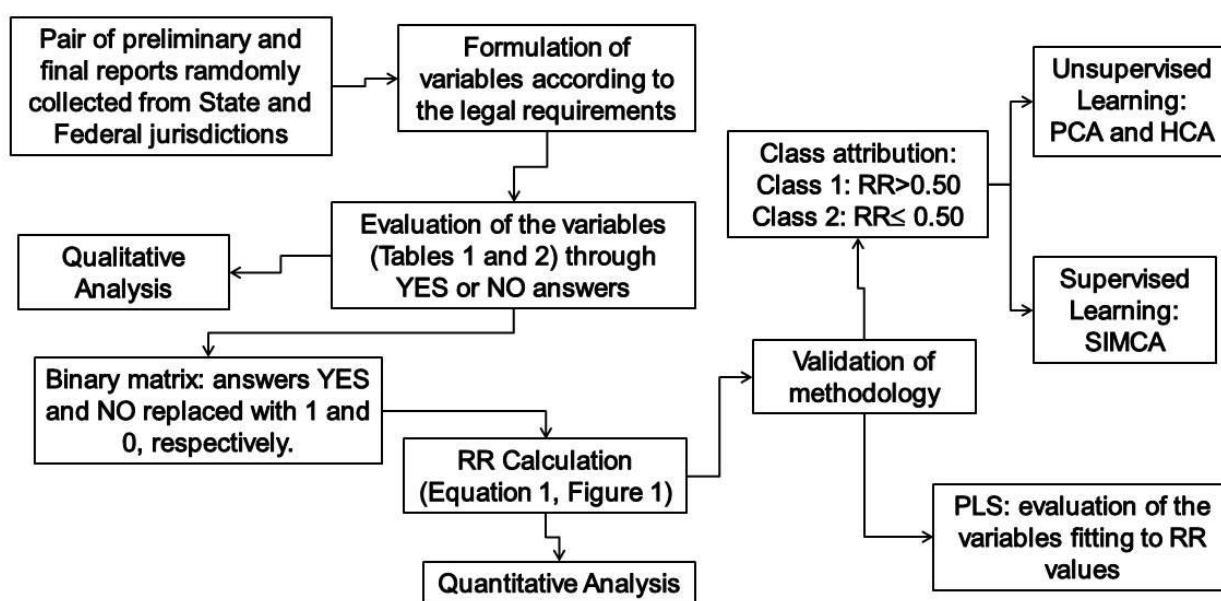 Pair of preliminary and
final reports ramdomly
collected from State and
Federal jurisdictions
Formulation of
variables according to
the legal requirements
Evaluation of the variables
(Tables 1 and 2) through
YES or NO answers
Qualitative
Analysis
Binary matrix: answers YES
and NO replaced with 1 and
0, respectively.
RR Calculation
(Equation 1, Figure 1)
Quantitative Analysis
Validation of
methodology
Class attribution:
Class 1: RR>0.50
Class 2: RR≤ 0.50
Unsupervised
Learning:
PCA and HCA
Supervised
Learning:
SIMCA
PLS: evaluation of the
variables fitting to RR
values